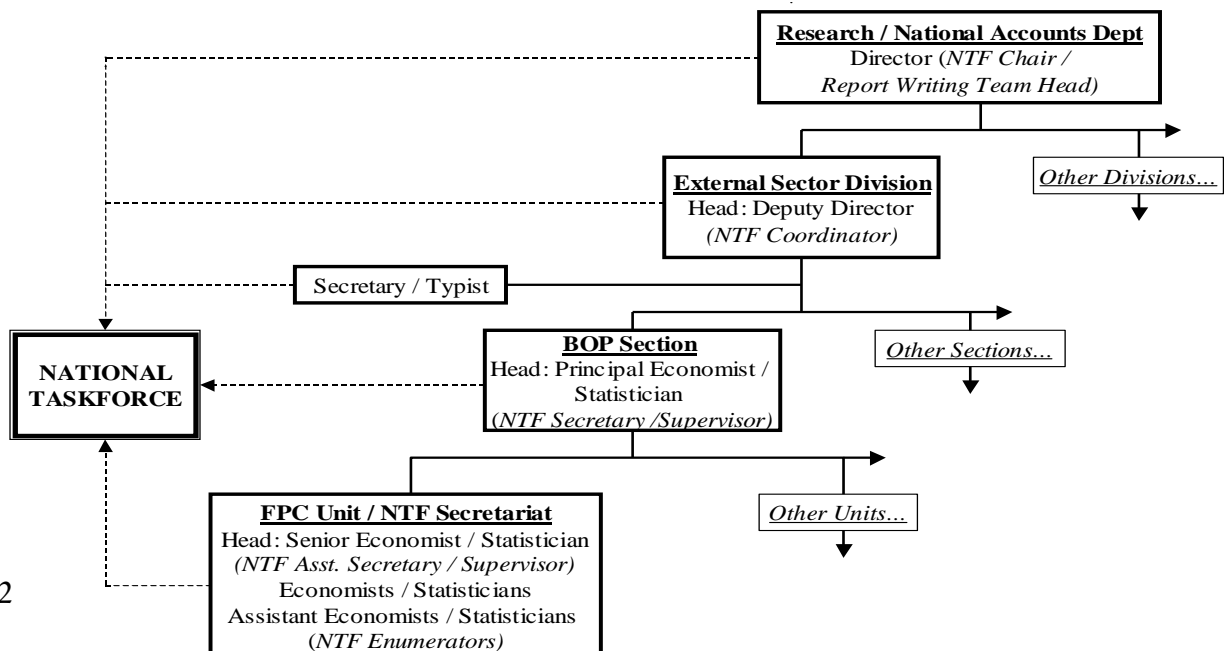 Research / National Accounts Dept
Director (NTF Chair /
Report Writing Team Head)
External Sector Division
Head: Deputy Director
(NTF Coordinator)
Other Divisions...
Secretary / Typist
NATIONAL
TASKFORCE
BOP Section
Head: Principal Economist /
Statistician
(NTF Secretary /Supervisor)
Other Sections...
FPC Unit / NTF Secretariat
Head: Senior Economist / Statistician
(NTF Asst. Secretary / Supervisor)
Economists / Statisticians
Assistant Economists / Statisticians
(NTF Enumerators)
Other Units...
2